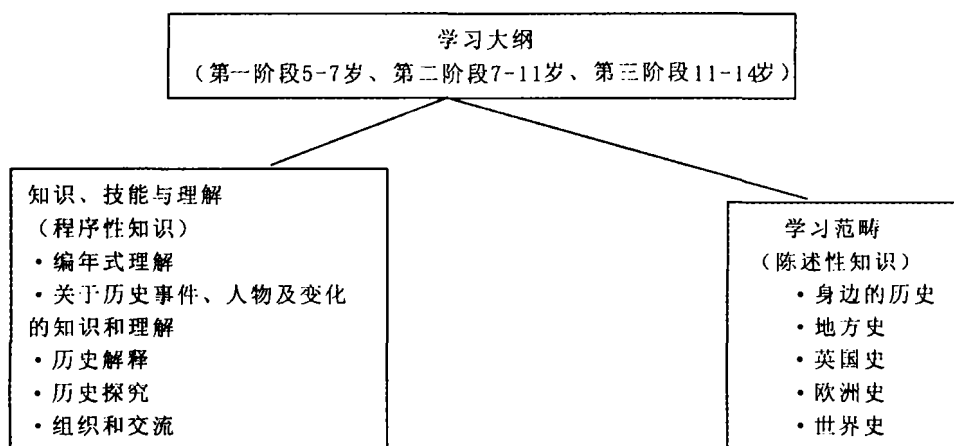 学习大纲
（第一阶段5-7岁、第二阶段7-11岁、第三阶段11-14岁）
知识、技能与理解
（程序性知识）
・编年式理解
・关于历史事件、人物及变化
的知识和理解
・历史解释
・历史探究
・组织和交流
学习范畴
（陈述性知识）
・身边的历史
・地方史
・英国史
・欧洲史
・世界史